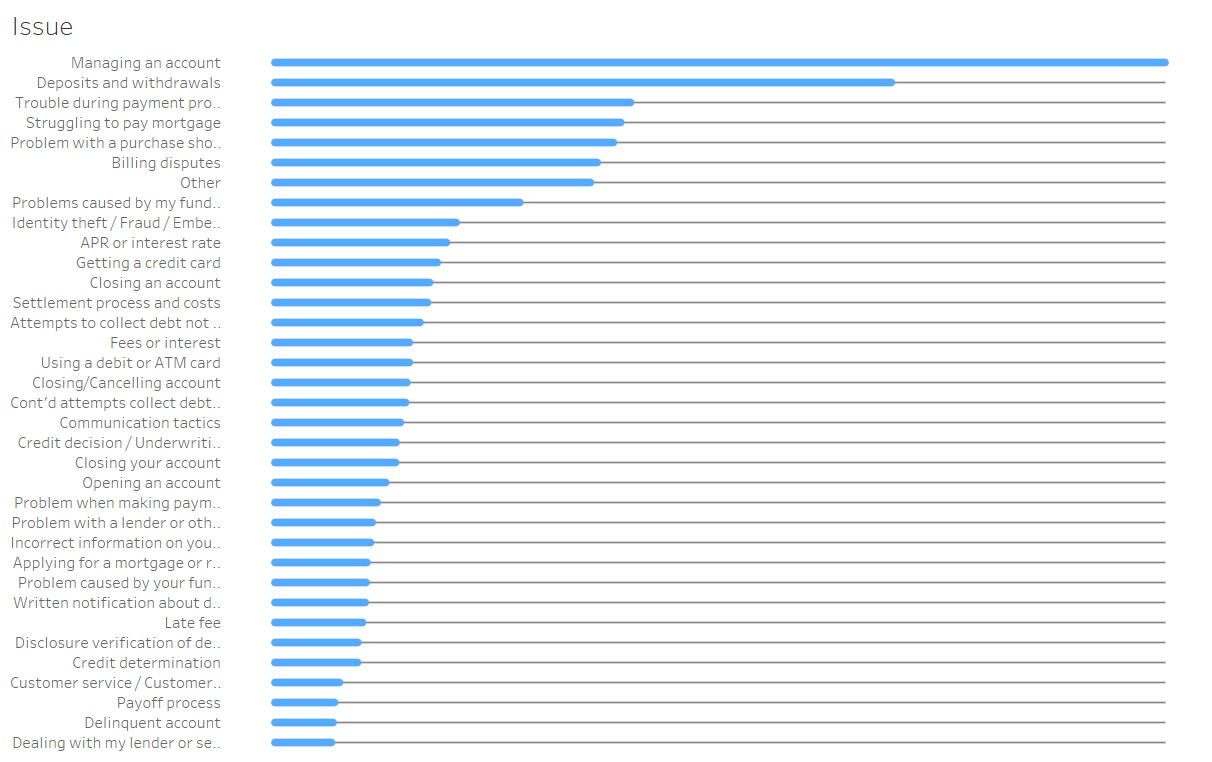 Issue
Managing an account
Deposits and withdrawals
Trouble during payment pro..
Struggling to pay mortgage
Problem with a purchase sho..
Billing disputes
Other
Problems caused by my fund..
Identity theft / Fraud / Embe..
APR or interest rate
Getting a credit card
Closing an account
Settlement process and costs
Attempts to collect debt not ..
Fees or interest
Using a debit or ATM card
Closing/Cancelling account
Cont'd attempts collect debt..
Communication tactics
Credit decision / Underwriti..
Closing your account
Opening an account
Problem when making paym..
Problem with a lender or oth..
Incorrect information on you..
Applying for a mortgage or r..
Problem caused by your fun..
Written notification about d..
Late fee
Disclosure verification of de..
Credit determination
Customer service / Customer..
Payoff process
Delinquent account
Dealing with my lender or se..